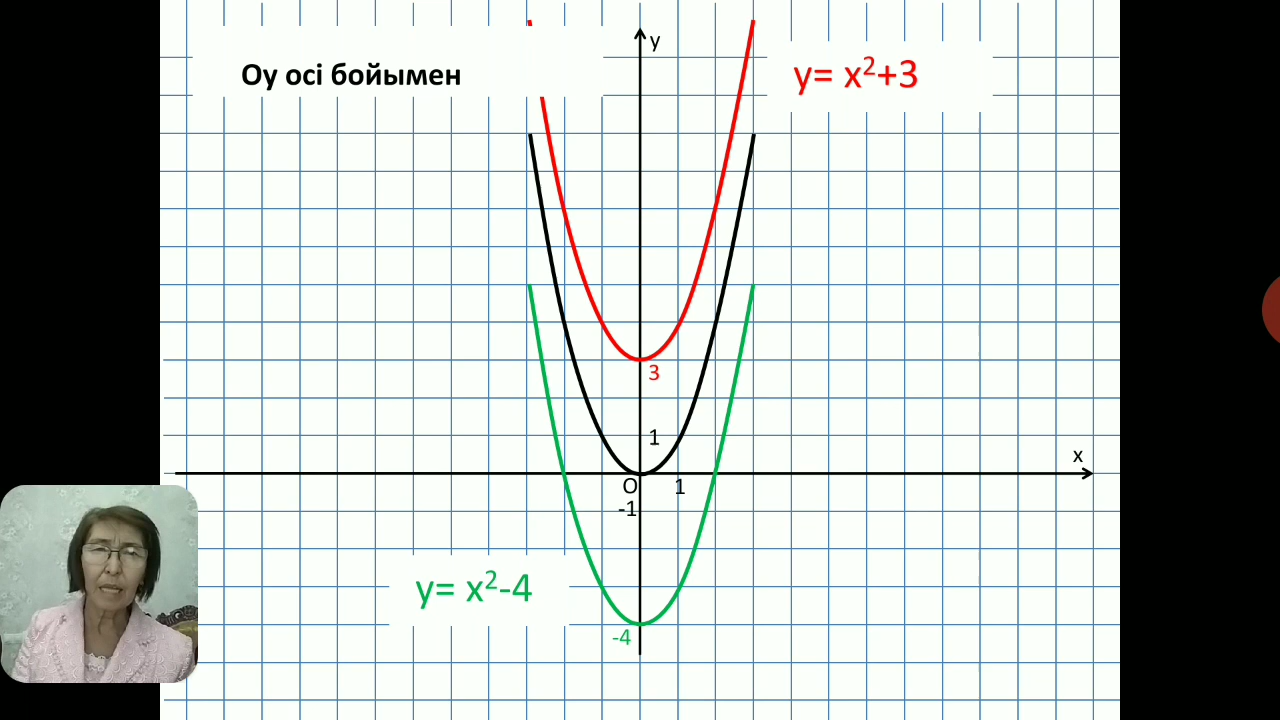 Оу осі бойымен
y
y= x²+3
3
1
x
O
1
-1
y= x²-4
-4